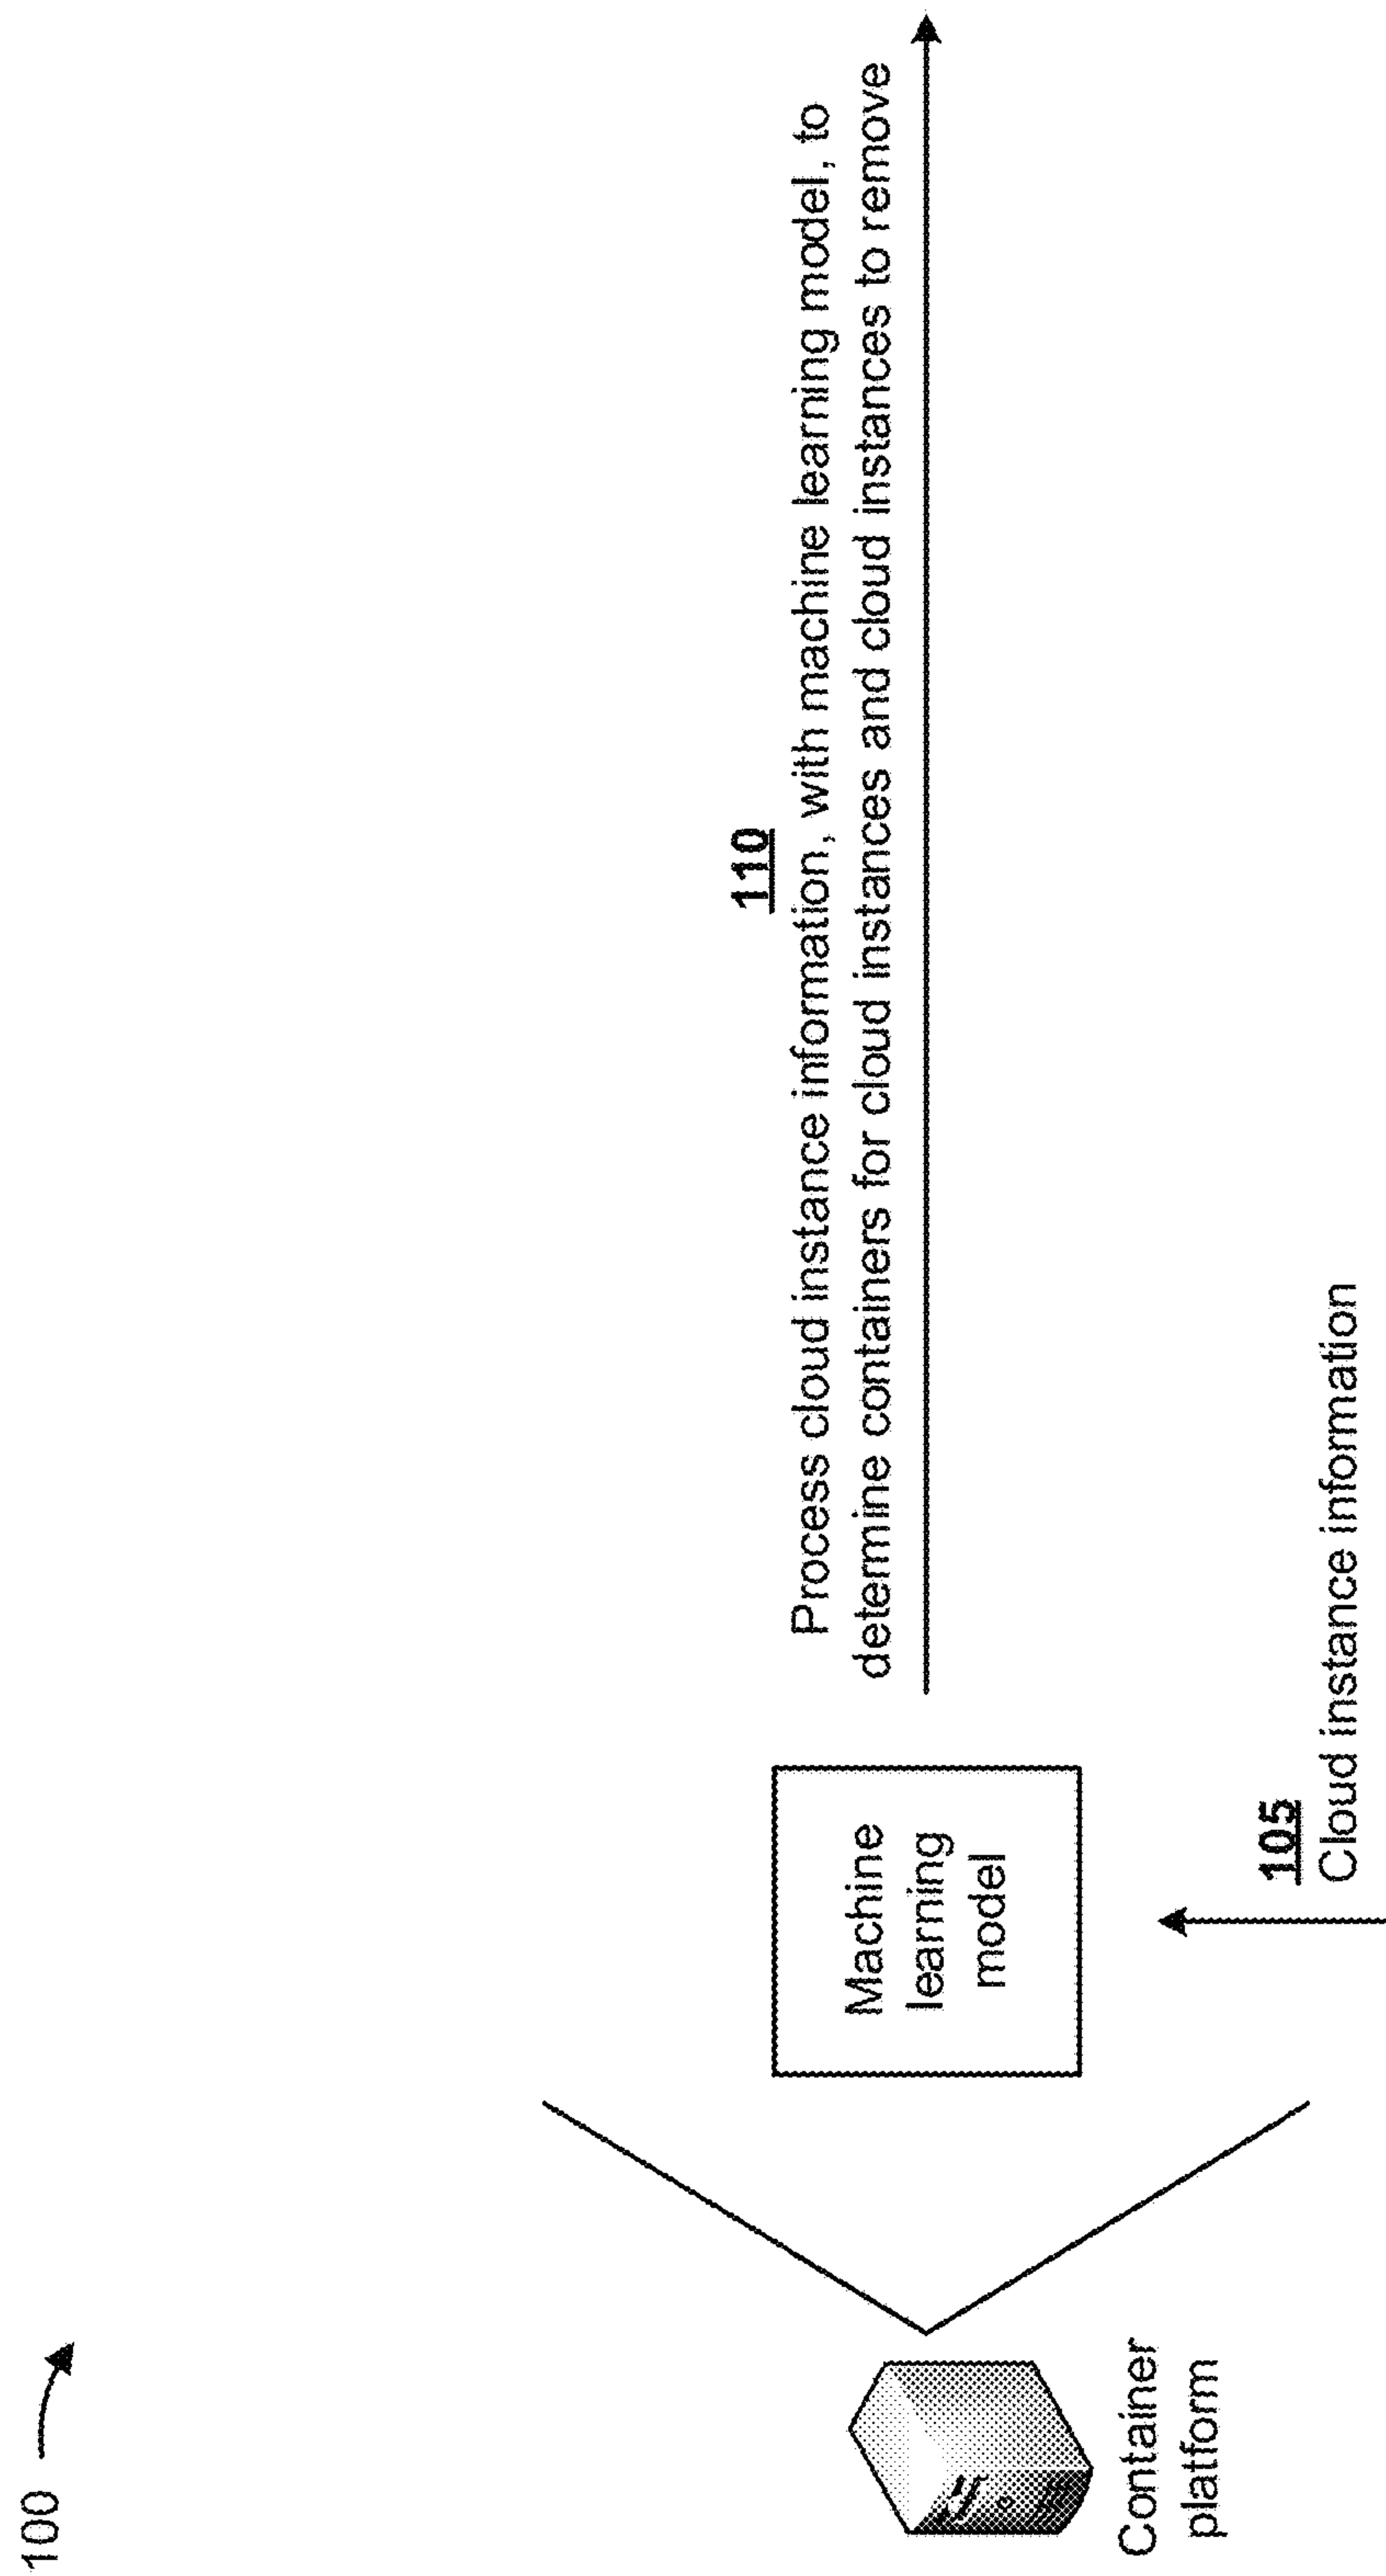 100
110
Process cloud instance information, with machine learning model, to
determine containers for cloud instances and cloud instances to remove
Machine
learning
model
105
Cloud instance information
Container
platform